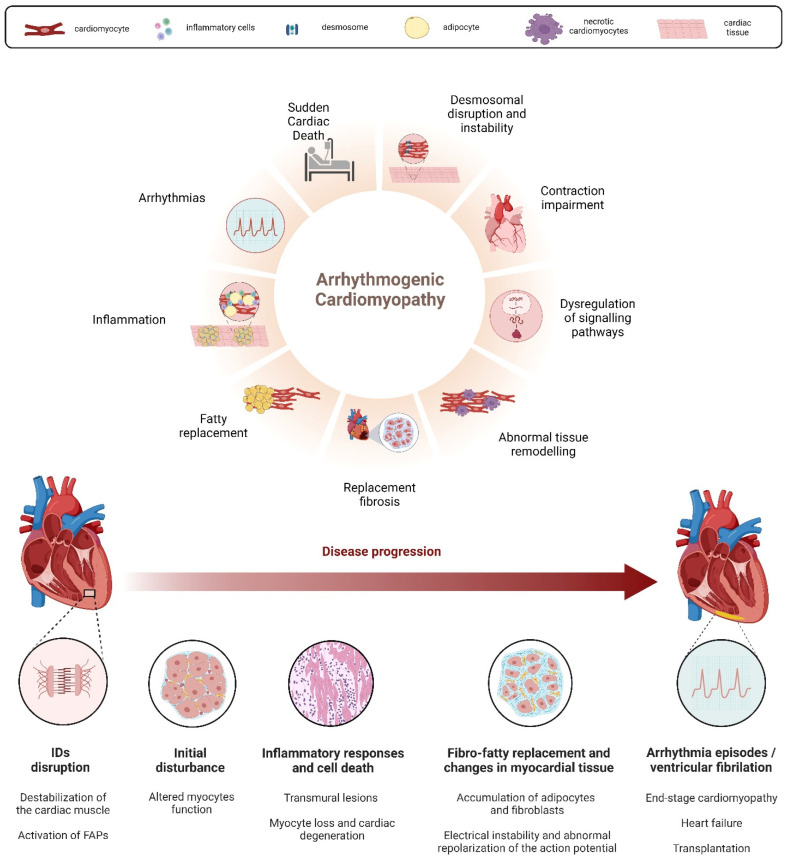 cardiomyocyte
inflammatory cells
desmosome
adipocyte
necrotic
cardiomyocytes
cardiac
tissue
Sudden
Cardiac
Death
Desmosomal
disruption and
instability
Arrhythmias
Contraction
impairment
Arrhythmogenic
Cardiomyopathy
Inflammation
Dysregulation
of signalling
pathways
Fatty
replacement
Abnormal tissue
remodelling
Replacement
fibrosis
Disease progression
IDs
disruption
Destabilization of
the cardiac muscle
Activation of FAPs
Initial
disturbance
Altered myocytes
function
Inflammatory responses
and cell death
Transmural lesions
Myocyte loss and cardiac
degeneration
Fibro-fatty replacement and
changes in myocardial tissue
Accumulation of adipocytes
and fibroblasts
Electrical instability and abnormal
repolarization of the action potential
Arrhythmia episodes /
ventricular fibrilation
End-stage cardiomyopathy
Heart failure
Transplantation